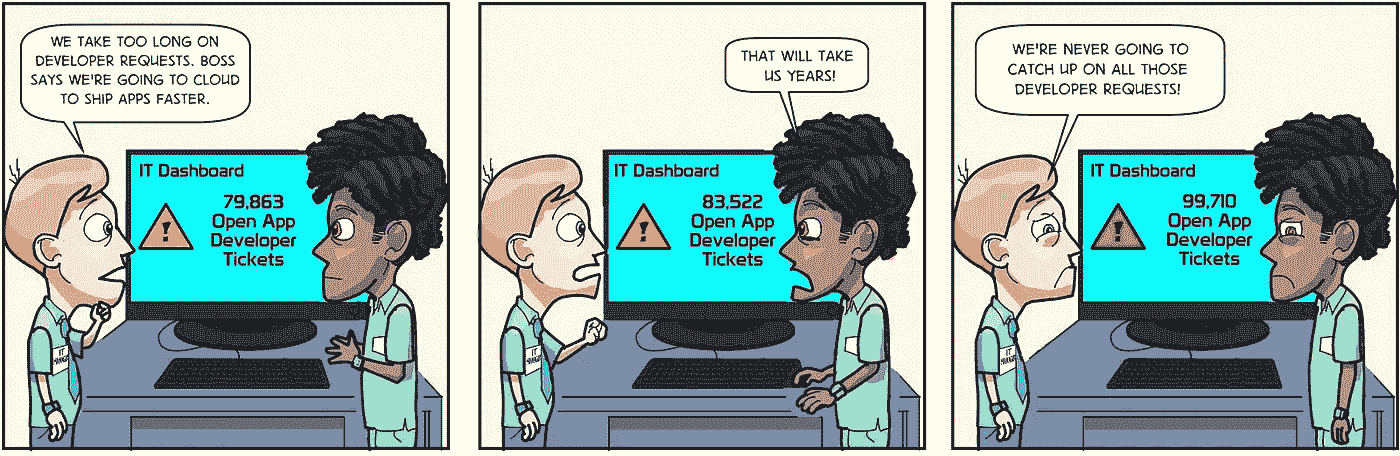 WE TAKE TOO LONG ON
DEVELOPER REQUESTS. BOSS
SAYS WE'RE GOING TO CLOUD
TO SHIP APPS FASTER.
IT Dashboard
79,863
!
Open App
Developer
Tickets
IT
THAT WILL TAKE
US YEARS!
IT Dashboard
83,522
!
Open App
Developer
Tickets
IT
WE'RE NEVER GOING TO
CATCH UP ON ALL THOSE
DEVELOPER REQUESTS!
IT Dashboard
99,710
!
Open App
Developer
Tickets
IT